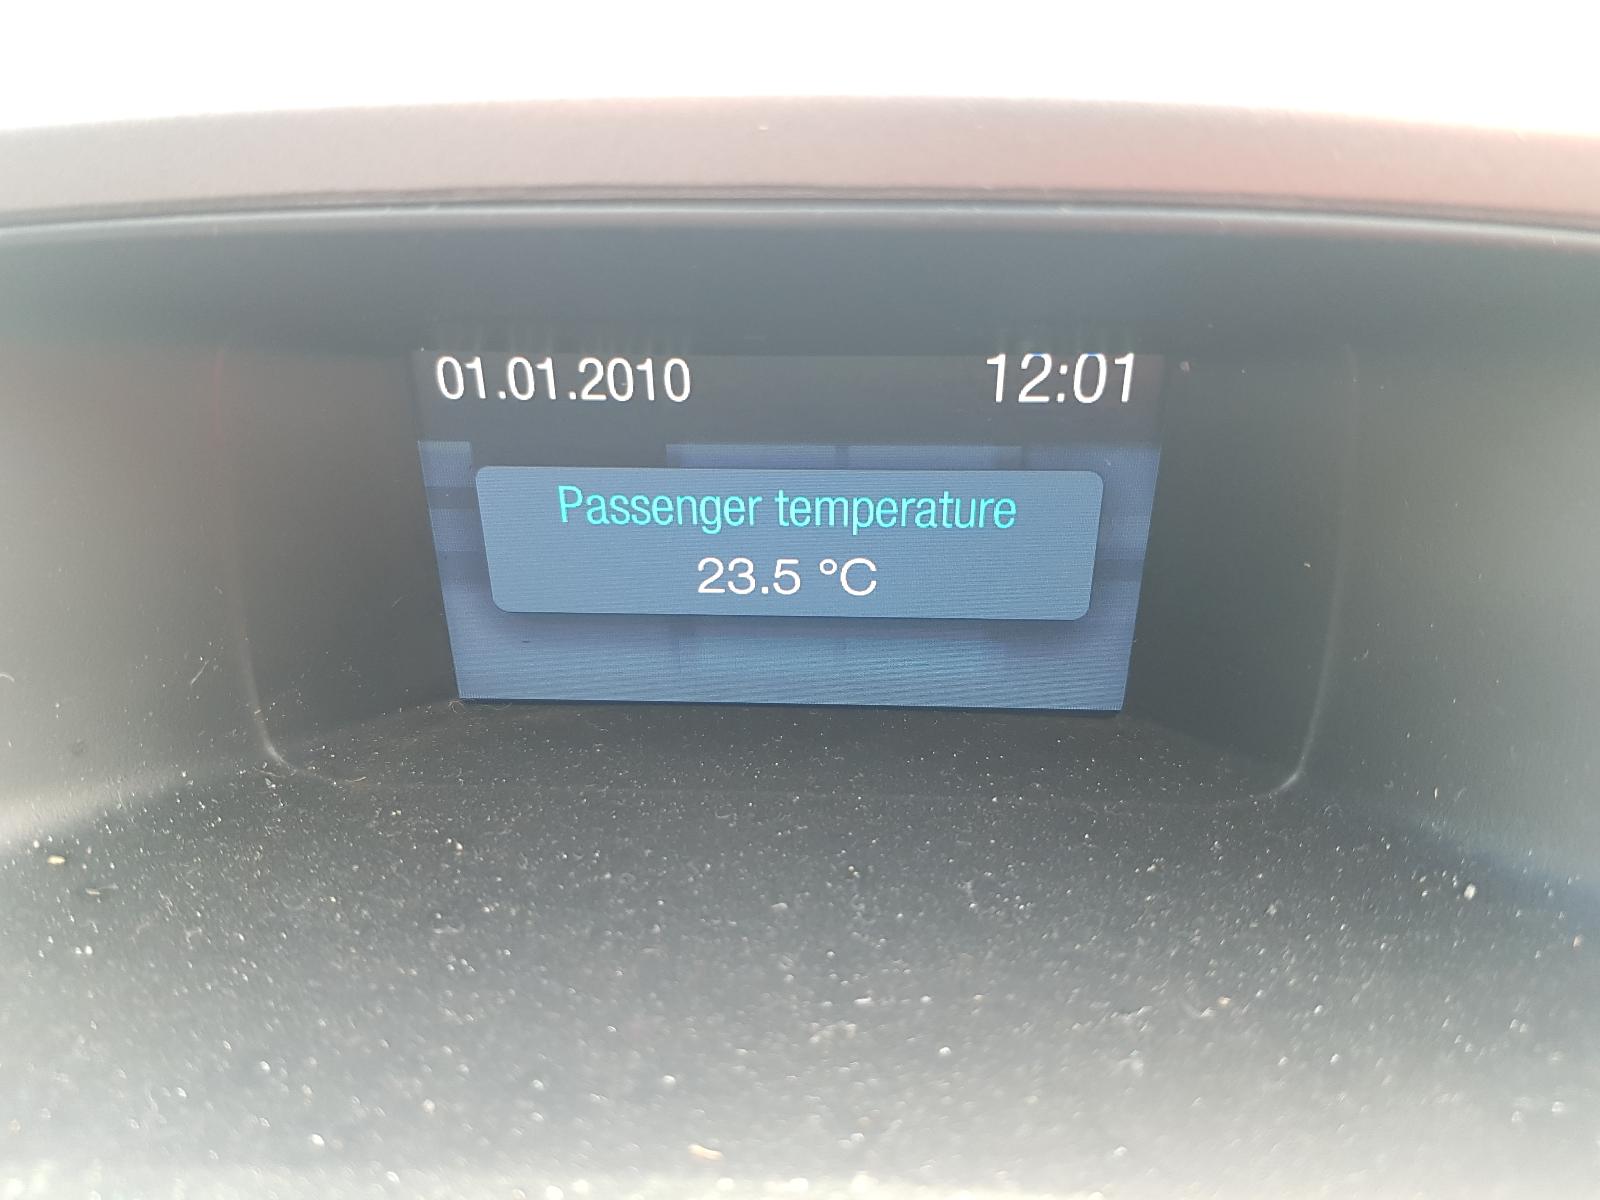 01.01.2010 12:01
Passenger temperature
23.5 °C